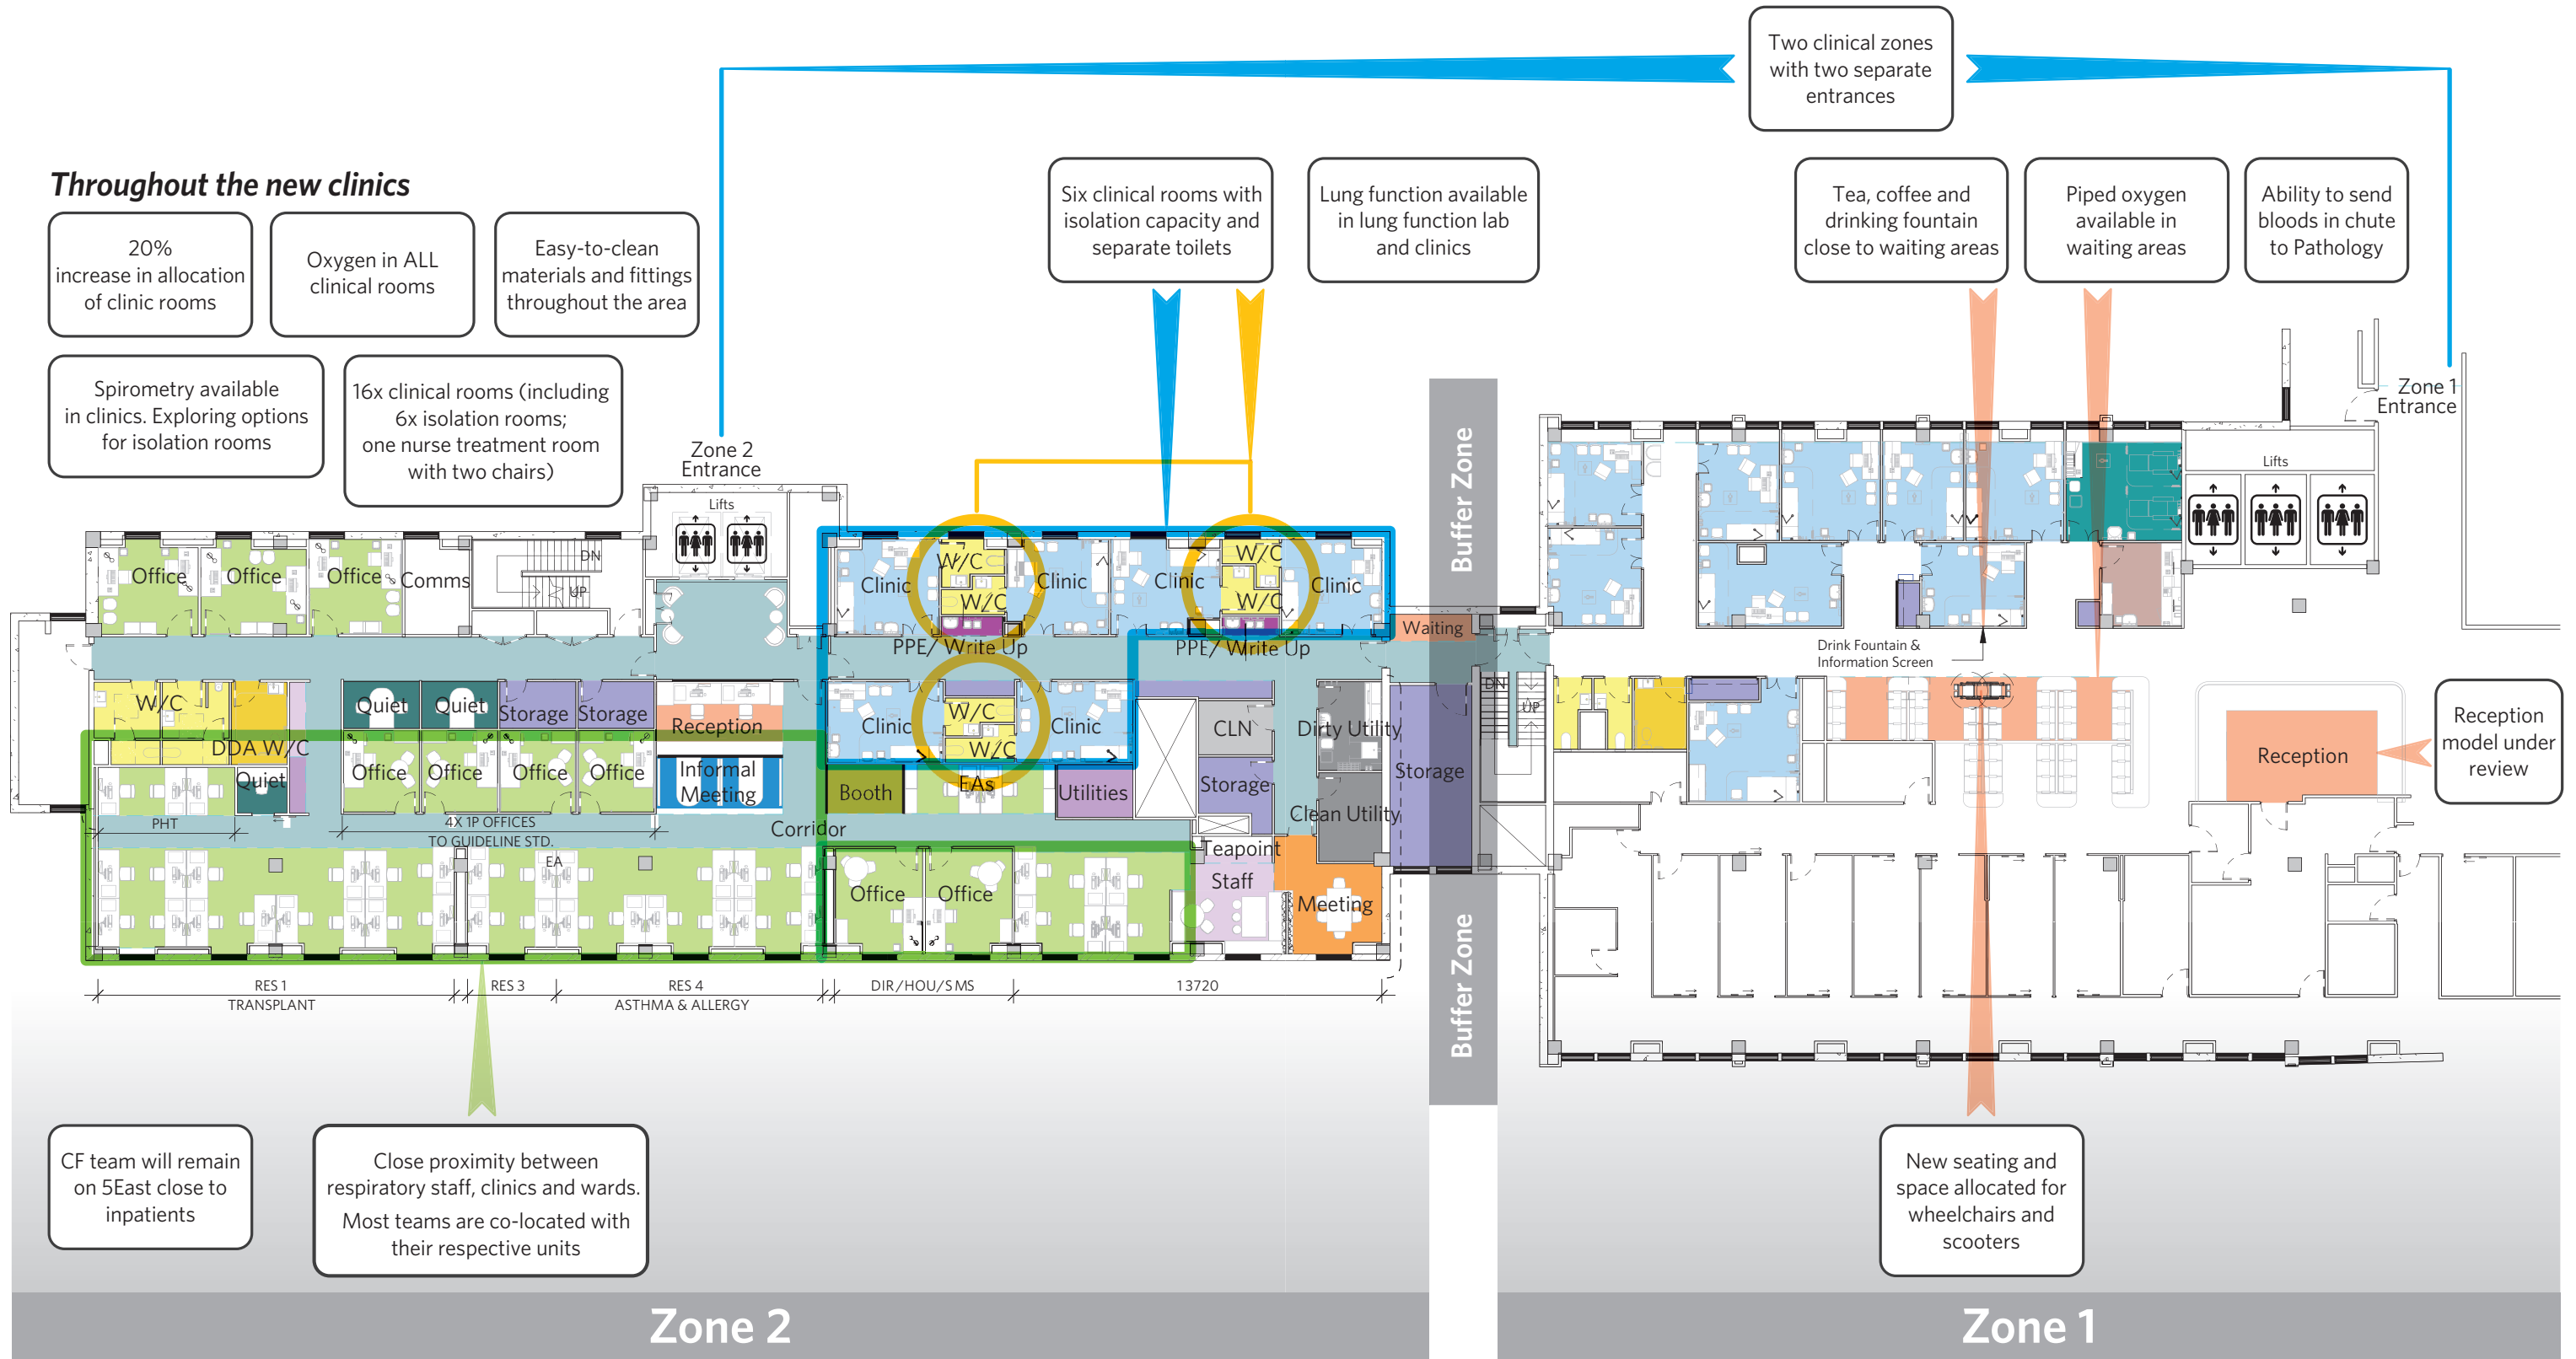 Two clinical zones
with two separate
entrances
Throughout the new clinics
20%
increase in allocation
of clinic rooms
Oxygen in ALL
clinical rooms
Easy-to-clean
materials and fittings
throughout the area
Six clinical rooms with
isolation capacity and
separate toilets
Lung function available
in lung function lab
and clinics
Tea, coffee and
drinking fountain
close to waiting areas
Piped oxygen
available in
waiting areas
Ability to send
bloods in chute
to Pathology
Spirometry available
in clinics. Exploring options
for isolation rooms
16x clinical rooms (including
6x isolation rooms;
one nurse treatment room
with two chairs)
Zone 2
Entrance
Zone 1
Entrance
Buffer Zone
Lifts
Lifts
Office
Office
Office
Comms
DN
UP
Clinic
W/C
W/C
Clinic
Clinic
W/C
W/C
Clinic
PPE/ Write Up
PPE/ Write Up
Waiting
Drink Fountain &
Information Screen
W/C
DDA W/C
Quiet
Quiet
Quiet
Storage
Storage
Reception
Office
Office
Office
Office
Informal
Meeting
Clinic
W/C
W/C
Clinic
Booth
EAs
Utilities
CLN
Storage
Dirty Utility
Clean Utility
Storage
DN
UP
Reception
Reception
model under
review
PHT
4X 1P OFFICES
TO GUIDELINE STD.
Corridor
EA
Office
Office
Teapoint
Staff
Meeting
Buffer Zone
RES 1
TRANSPLANT
RES 3
RES 4
ASTHMA & ALLERGY
DIR/HOU/SMS
13720
CF team will remain
on 5East close to
inpatients
Close proximity between
respiratory staff, clinics and wards.
Most teams are co-located with
their respective units
New seating and
space allocated for
wheelchairs and
scooters
Zone 2
Zone 1